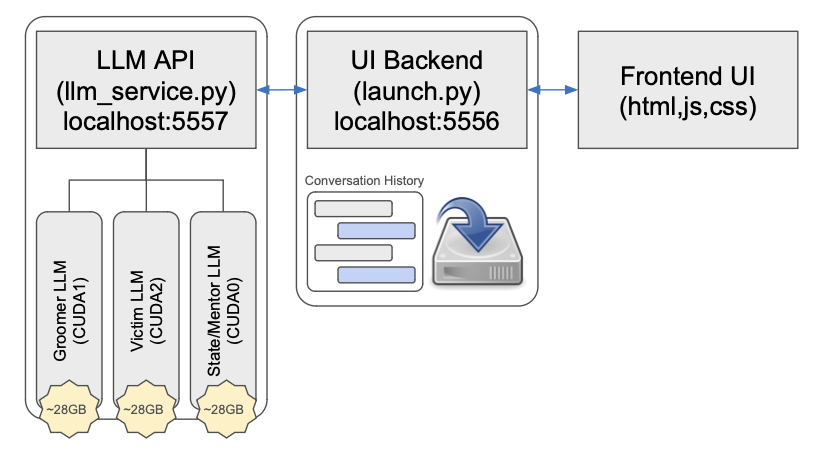 LLM API
(llm_service.py)
localhost:5557
UI Backend
(launch.py)
localhost:5556
Frontend UI
(html,js,css)
Conversation History
Groomer LLM
(CUDA1)
Victim LLM
(CUDA2)
State/Mentor LLM
(CUDA0)
~28GB
~28GB
~28GB